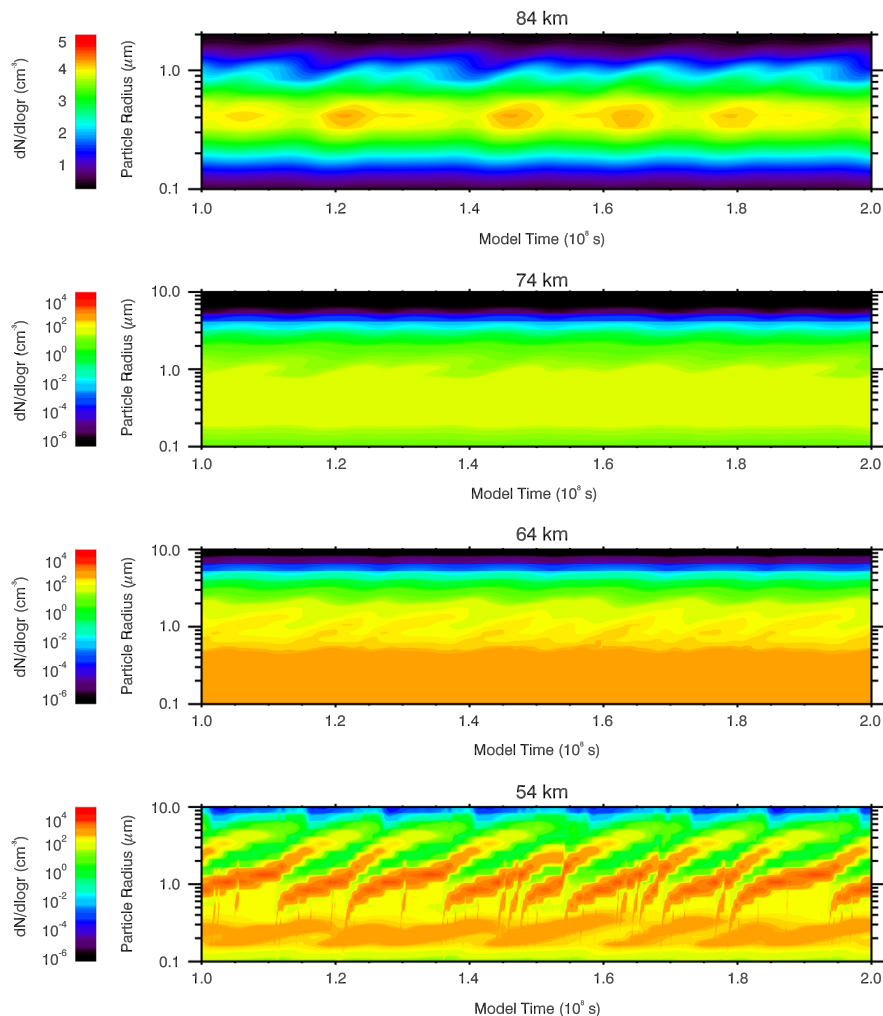 84 km
dN/dlogr (cm⁻³)
5
4
3
2
1
Particle Radius (μm)
1.0
0.1
1.0 1.2 1.4 1.6 1.8 2.0
Model Time (10⁸ s)
74 km
dN/dlogr (cm⁻³)
10⁴
10²
10⁰
10⁻²
10⁻⁴
10⁻⁶
Particle Radius (μm)
10.0
1.0
0.1
1.0 1.2 1.4 1.6 1.8 2.0
Model Time (10⁸ s)
64 km
dN/dlogr (cm⁻³)
10⁴
10²
10⁰
10⁻²
10⁻⁴
10⁻⁶
Particle Radius (μm)
10.0
1.0
0.1
1.0 1.2 1.4 1.6 1.8 2.0
Model Time (10⁸ s)
54 km
dN/dlogr (cm⁻³)
10⁴
10²
10⁰
10⁻²
10⁻⁴
10⁻⁶
Particle Radius (μm)
10.0
1.0
0.1
1.0 1.2 1.4 1.6 1.8 2.0
Model Time (10⁸ s)